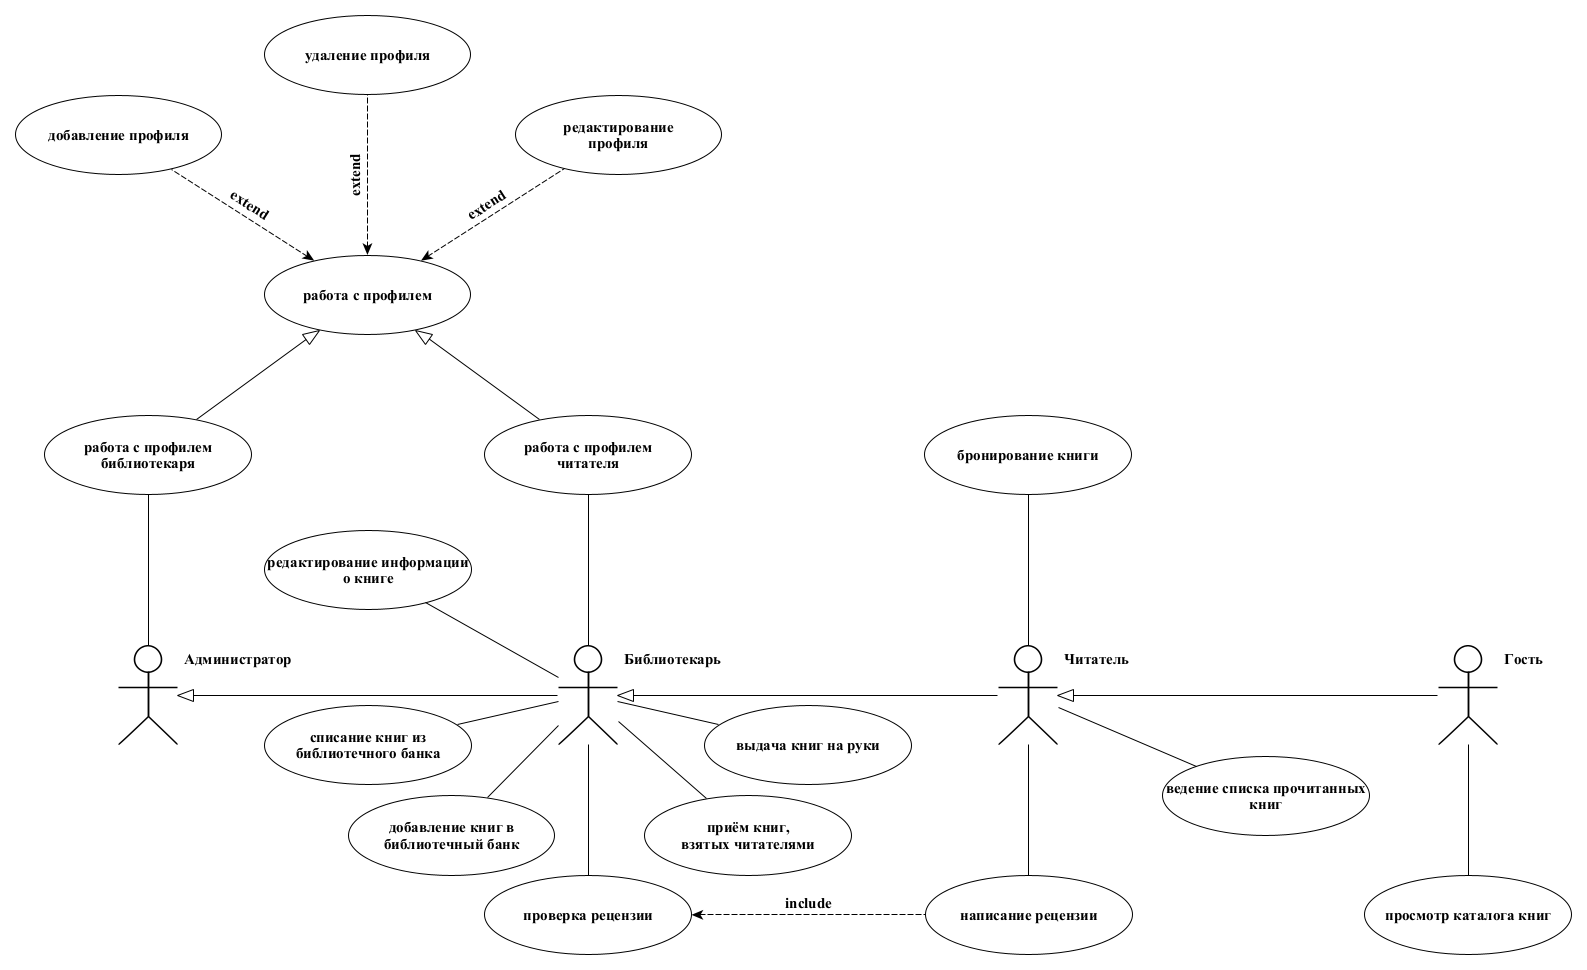 удаление профиля
добавление профиля
редактирование
профиля
extend
extend
extend
работа с профилем
работа с профилем
библиотекаря
работа с профилем
читателя
бронирование книги
редактирование информации
о книге
Администратор
Библиотекарь
Читатель
Гость
списание книг из
библиотечного банка
выдача книг на руки
ведение списка прочитанных
книг
добавление книг в
библиотечный банк
приём книг,
взятых читателями
проверка рецензии
include
написание рецензии
просмотр каталога книг